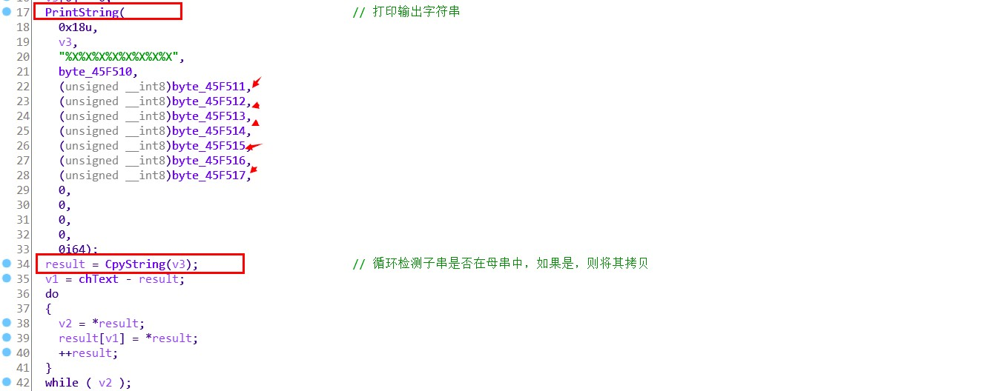 17 PrintString( // 打印输出字符串
18 0x18u,
19 v3,
20 "%X%X%X%X%X%X%X%X",
21 byte_45F510,
22 (unsigned __int8)byte_45F511,
23 (unsigned __int8)byte_45F512,
24 (unsigned __int8)byte_45F513,
25 (unsigned __int8)byte_45F514,
26 (unsigned __int8)byte_45F515,
27 (unsigned __int8)byte_45F516,
28 (unsigned __int8)byte_45F517,
29 0,
30 0,
31 0,
32 0,
33 0i64);
34 result = CpyString(v3); // 循环检测子串是否在母串中，如果是，则将其拷贝
35 v1 = chText - result;
36 do
37 {
38 v2 = *result;
39 result[v1] = *result;
40 ++result;
41 }
42 while ( v2 );